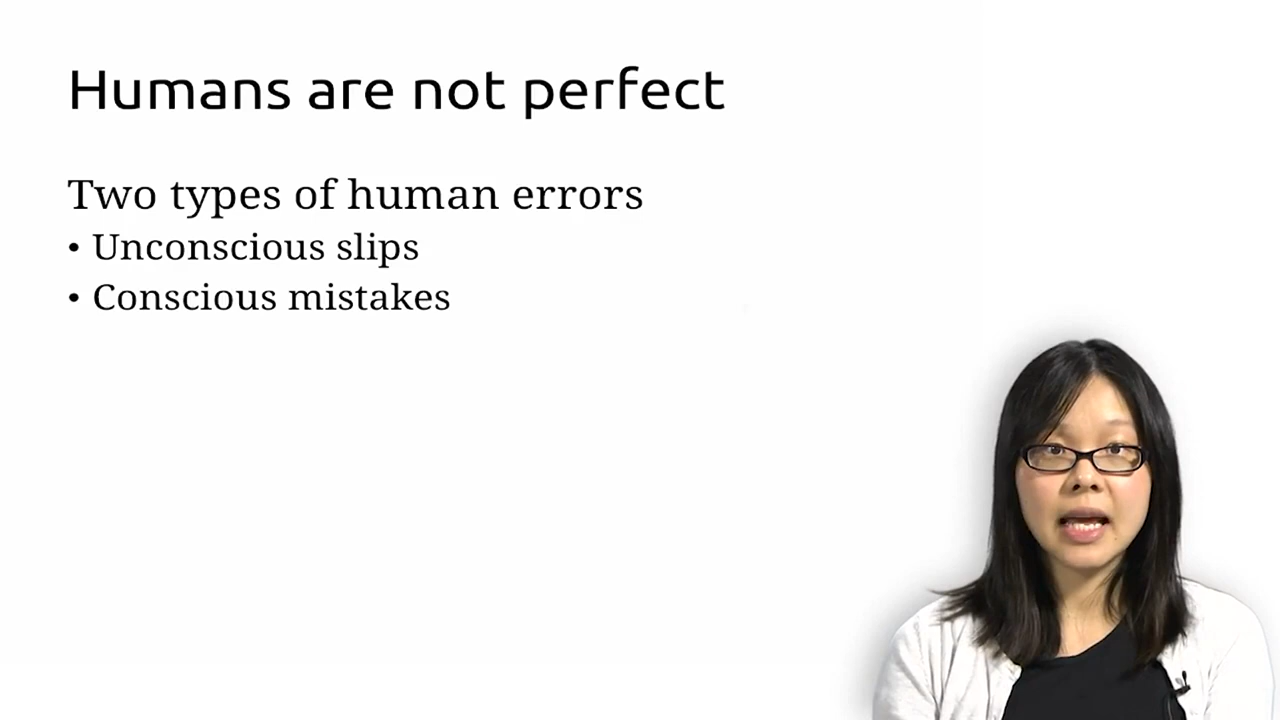 Humans are not perfect
Two types of human errors
• Unconscious slips
• Conscious mistakes